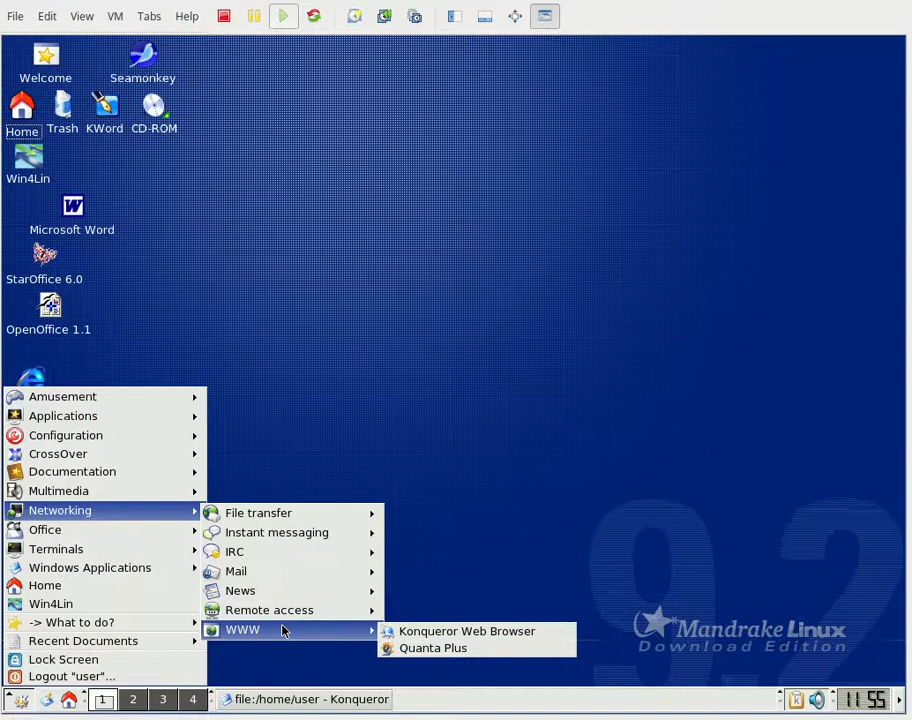 File Edit View VM Tabs Help
Welcome
Seamonkey
Home
Trash
KWord
CD-ROM
Win4Lin
Microsoft Word
StarOffice 6.0
OpenOffice 1.1
Amusement
Applications
Configuration
CrossOver
Documentation
Multimedia
Networking
Office
Terminals
Windows Applications
Home
Win4Lin
-> What to do?
Recent Documents
Lock Screen
Logout "user"...
File transfer
Instant messaging
IRC
Mail
News
Remote access
WWW
Konqueror Web Browser
Quanta Plus
9.2
Mandrake Linux
Download Edition
1 2 3 4
file:/home/user - Konqueror
11 55